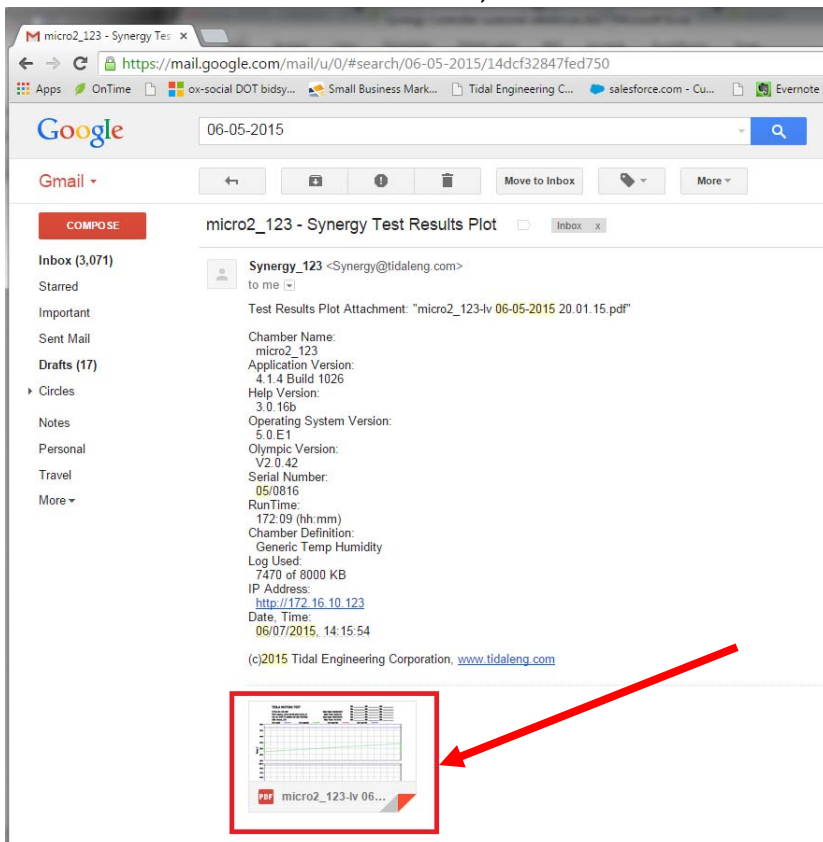 micro2_123 - Synergy Tes x
https://mail.google.com/mail/u/0/#search/06-05-2015/14dcf32847fed750
Apps OnTime ox-social DOT bidsy... Small Business Mark... Tidal Engineering C... salesforce.com - Cu... Evernote
Google 06-05-2015
Gmail Move to Inbox More
COMPOSE
micro2_123 - Synergy Test Results Plot Inbox x
Inbox (3,071)
Starred
Important
Sent Mail
Drafts (17)
Circles
Notes
Personal
Travel
More
Synergy_123 <Synergy@tidaleng.com>
to me
Test Results Plot Attachment: "micro2_123-lv 06-05-2015 20.01.15.pdf"
Chamber Name:
micro2_123
Application Version:
4.1.4 Build 1026
Help Version:
3.0.16b
Operating System Version:
5.0.E1
Olympic Version:
V2.0.42
Serial Number:
05/0816
RunTime:
172:09 (hh:mm)
Chamber Definition:
Generic Temp Humidity
Log Used:
7470 of 8000 KB
IP Address:
http://172.16.10.123
Date, Time:
06/07/2015, 14:15:54
(c)2015 Tidal Engineering Corporation, www.tidaleng.com
TESLA MOTORS TEST
PDF micro2_123-lv 06...